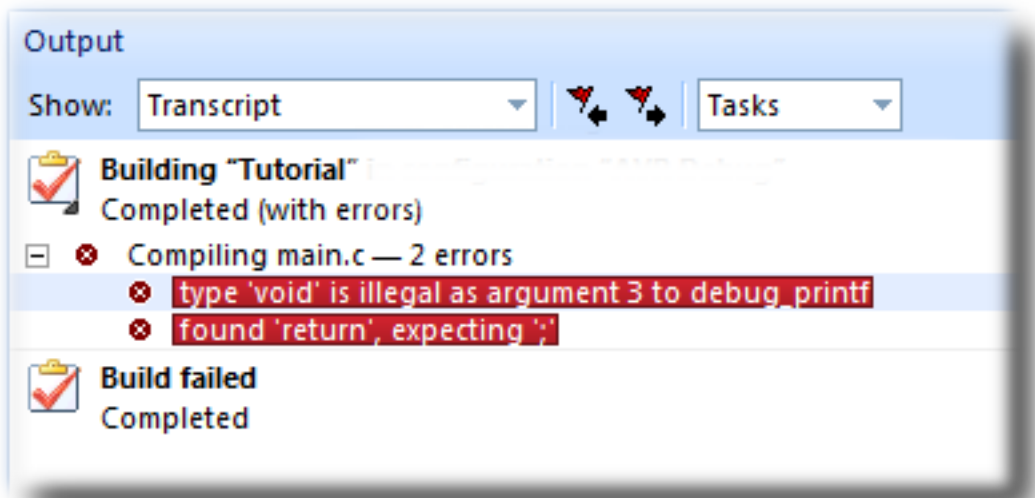 Output
Show: Transcript Tasks
Building “Tutorial”
Completed (with errors)
Compiling main.c — 2 errors
type 'void' is illegal as argument 3 to debug_printf
found 'return', expecting ';'
Build failed
Completed